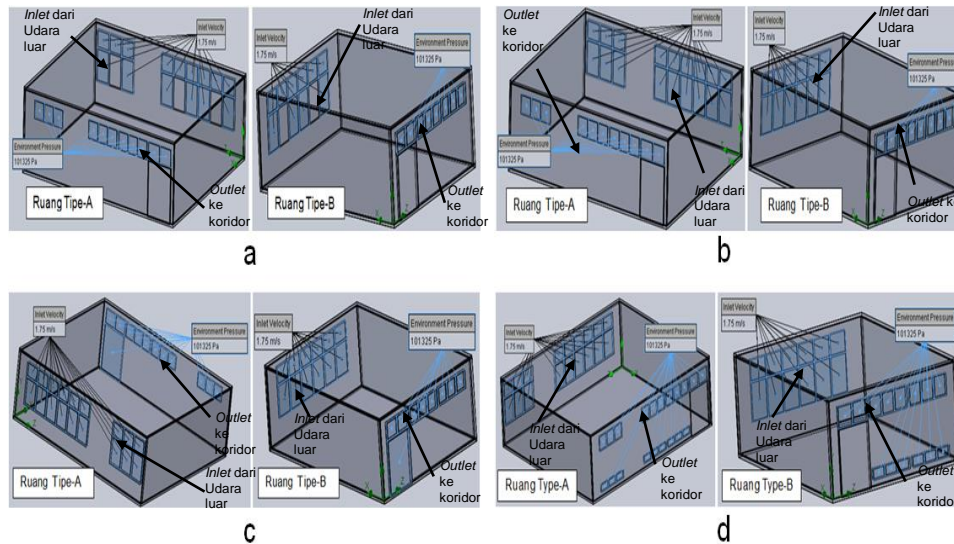 Inlet dari
Udara
luar
Inlet Velocity
1.75 m/s
Environment Pressure
101325 Pa
Ruang Tipe-A
Outlet
ke
koridor
Inlet Velocity
1.75 m/s
Inlet dari
Udara
luar
Environment Pressure
101325 Pa
Ruang Tipe-B
Outlet
ke
koridor
a
Outlet
ke
koridor
Inlet Velocity
1.75 m/s
Environment Pressure
101325 Pa
Ruang Tipe-A
Inlet dari
Udara
luar
Inlet Velocity
1.75 m/s
Inlet dari
Udara
luar
Environment Pressure
101325 Pa
Ruang Tipe-B
Outlet ke
koridor
b
Inlet Velocity
1.75 m/s
Environment Pressure
101325 Pa
Outlet
ke
koridor
Ruang Tipe-A
Inlet dari
Udara
luar
Inlet Velocity
1.75 m/s
Environment Pressure
101325 Pa
Inlet dari
Udara
luar
Ruang Tipe-B
Outlet
ke
koridor
c
Inlet Velocity
1.75 m/s
Environment Pressure
101325 Pa
Inlet dari
Udara
luar
Ruang Type-A
Outlet
ke
koridor
Inlet Velocity
1.75 m/s
Environment Pressure
101325 Pa
Inlet dari
Udara
luar
Ruang Type-B
Outlet
ke
koridor
d